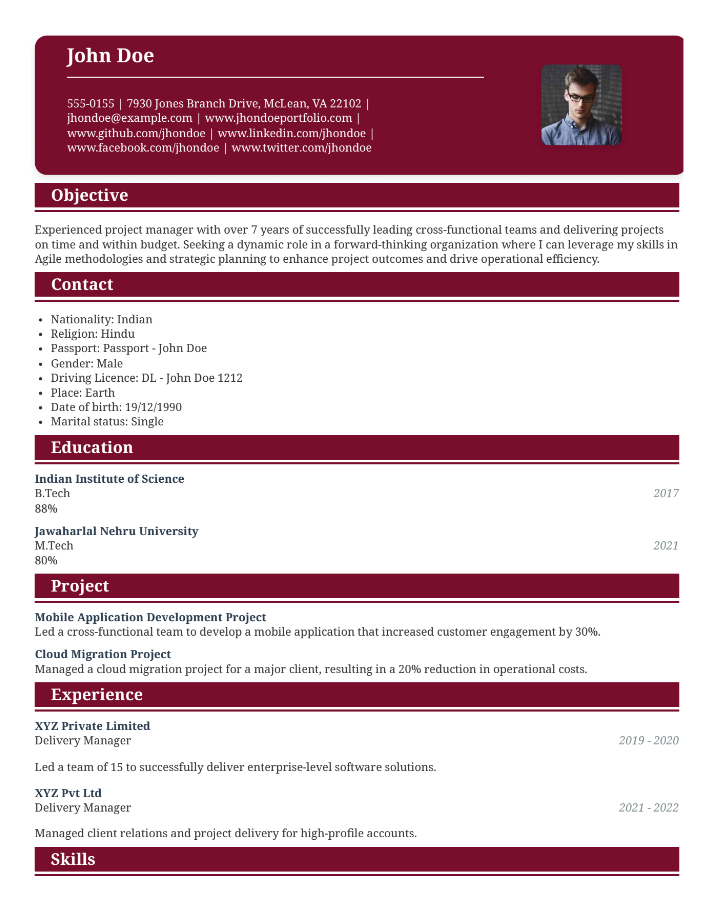 John Doe
555-0155 | 7930 Jones Branch Drive, McLean, VA 22102 |
jhondoe@example.com | www.jhondoeportfolio.com |
www.github.com/jhondoe | www.linkedin.com/jhondoe |
www.facebook.com/jhondoe | www.twitter.com/jhondoe
Objective
Experienced project manager with over 7 years of successfully leading cross-functional teams and delivering projects
on time and within budget. Seeking a dynamic role in a forward-thinking organization where I can leverage my skills in
Agile methodologies and strategic planning to enhance project outcomes and drive operational efficiency.
Contact
• Nationality: Indian
• Religion: Hindu
• Passport: Passport - John Doe
• Gender: Male
• Driving Licence: DL - John Doe 1212
• Place: Earth
• Date of birth: 19/12/1990
• Marital status: Single
Education
Indian Institute of Science
B.Tech 2017
88%
Jawaharlal Nehru University
M.Tech 2021
80%
Project
Mobile Application Development Project
Led a cross-functional team to develop a mobile application that increased customer engagement by 30%.
Cloud Migration Project
Managed a cloud migration project for a major client, resulting in a 20% reduction in operational costs.
Experience
XYZ Private Limited
Delivery Manager 2019 - 2020
Led a team of 15 to successfully deliver enterprise-level software solutions.
XYZ Pvt Ltd
Delivery Manager 2021 - 2022
Managed client relations and project delivery for high-profile accounts.
Skills